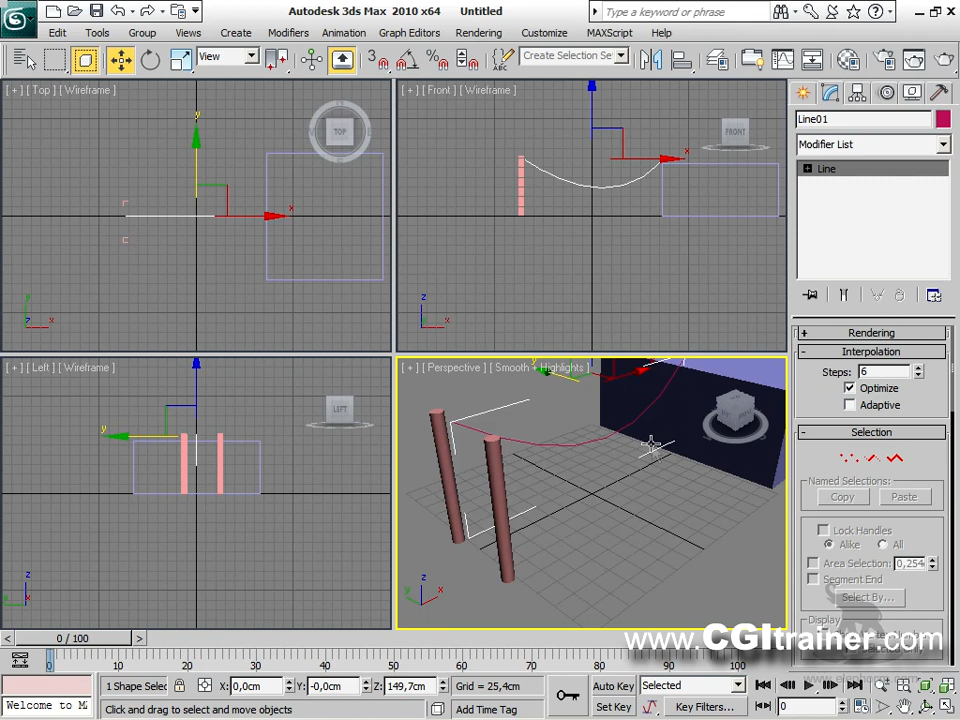 Autodesk 3ds Max 2010 x64 Untitled
Type a keyword or phrase
Edit Tools Group Views Create Modifiers Animation Graph Editors Rendering Customize MAXScript Help
View
3
Create Selection Se
[ + ] [ Top ] [ Wireframe ]
TOP
y
x
z
[ + ] [ Front ] [ Wireframe ]
FRONT
x
z
[ + ] [ Left ] [ Wireframe ]
LEFT
y
z
[ + ] [ Perspective ] [ Smooth + Highlights ]
z
y
x
Line01
Modifier List
Line
+ Rendering
- Interpolation
Steps: 6
Optimize
Adaptive
- Selection
Named Selections:
Copy Paste
Lock Handles
Alike All
Area Selection: 0,254
Segment End
Select By...
Display
www.CGItrainer.com
0 / 100
0 10 20 30 40 50 60 70 80 90 100
1 Shape Selec X: 0,0cm Y: -0,0cm Z: 149,7cm Grid = 25,4cm Auto Key Selected
Welcome to M
Click and drag to select and move objects Add Time Tag Set Key Key Filters... 0